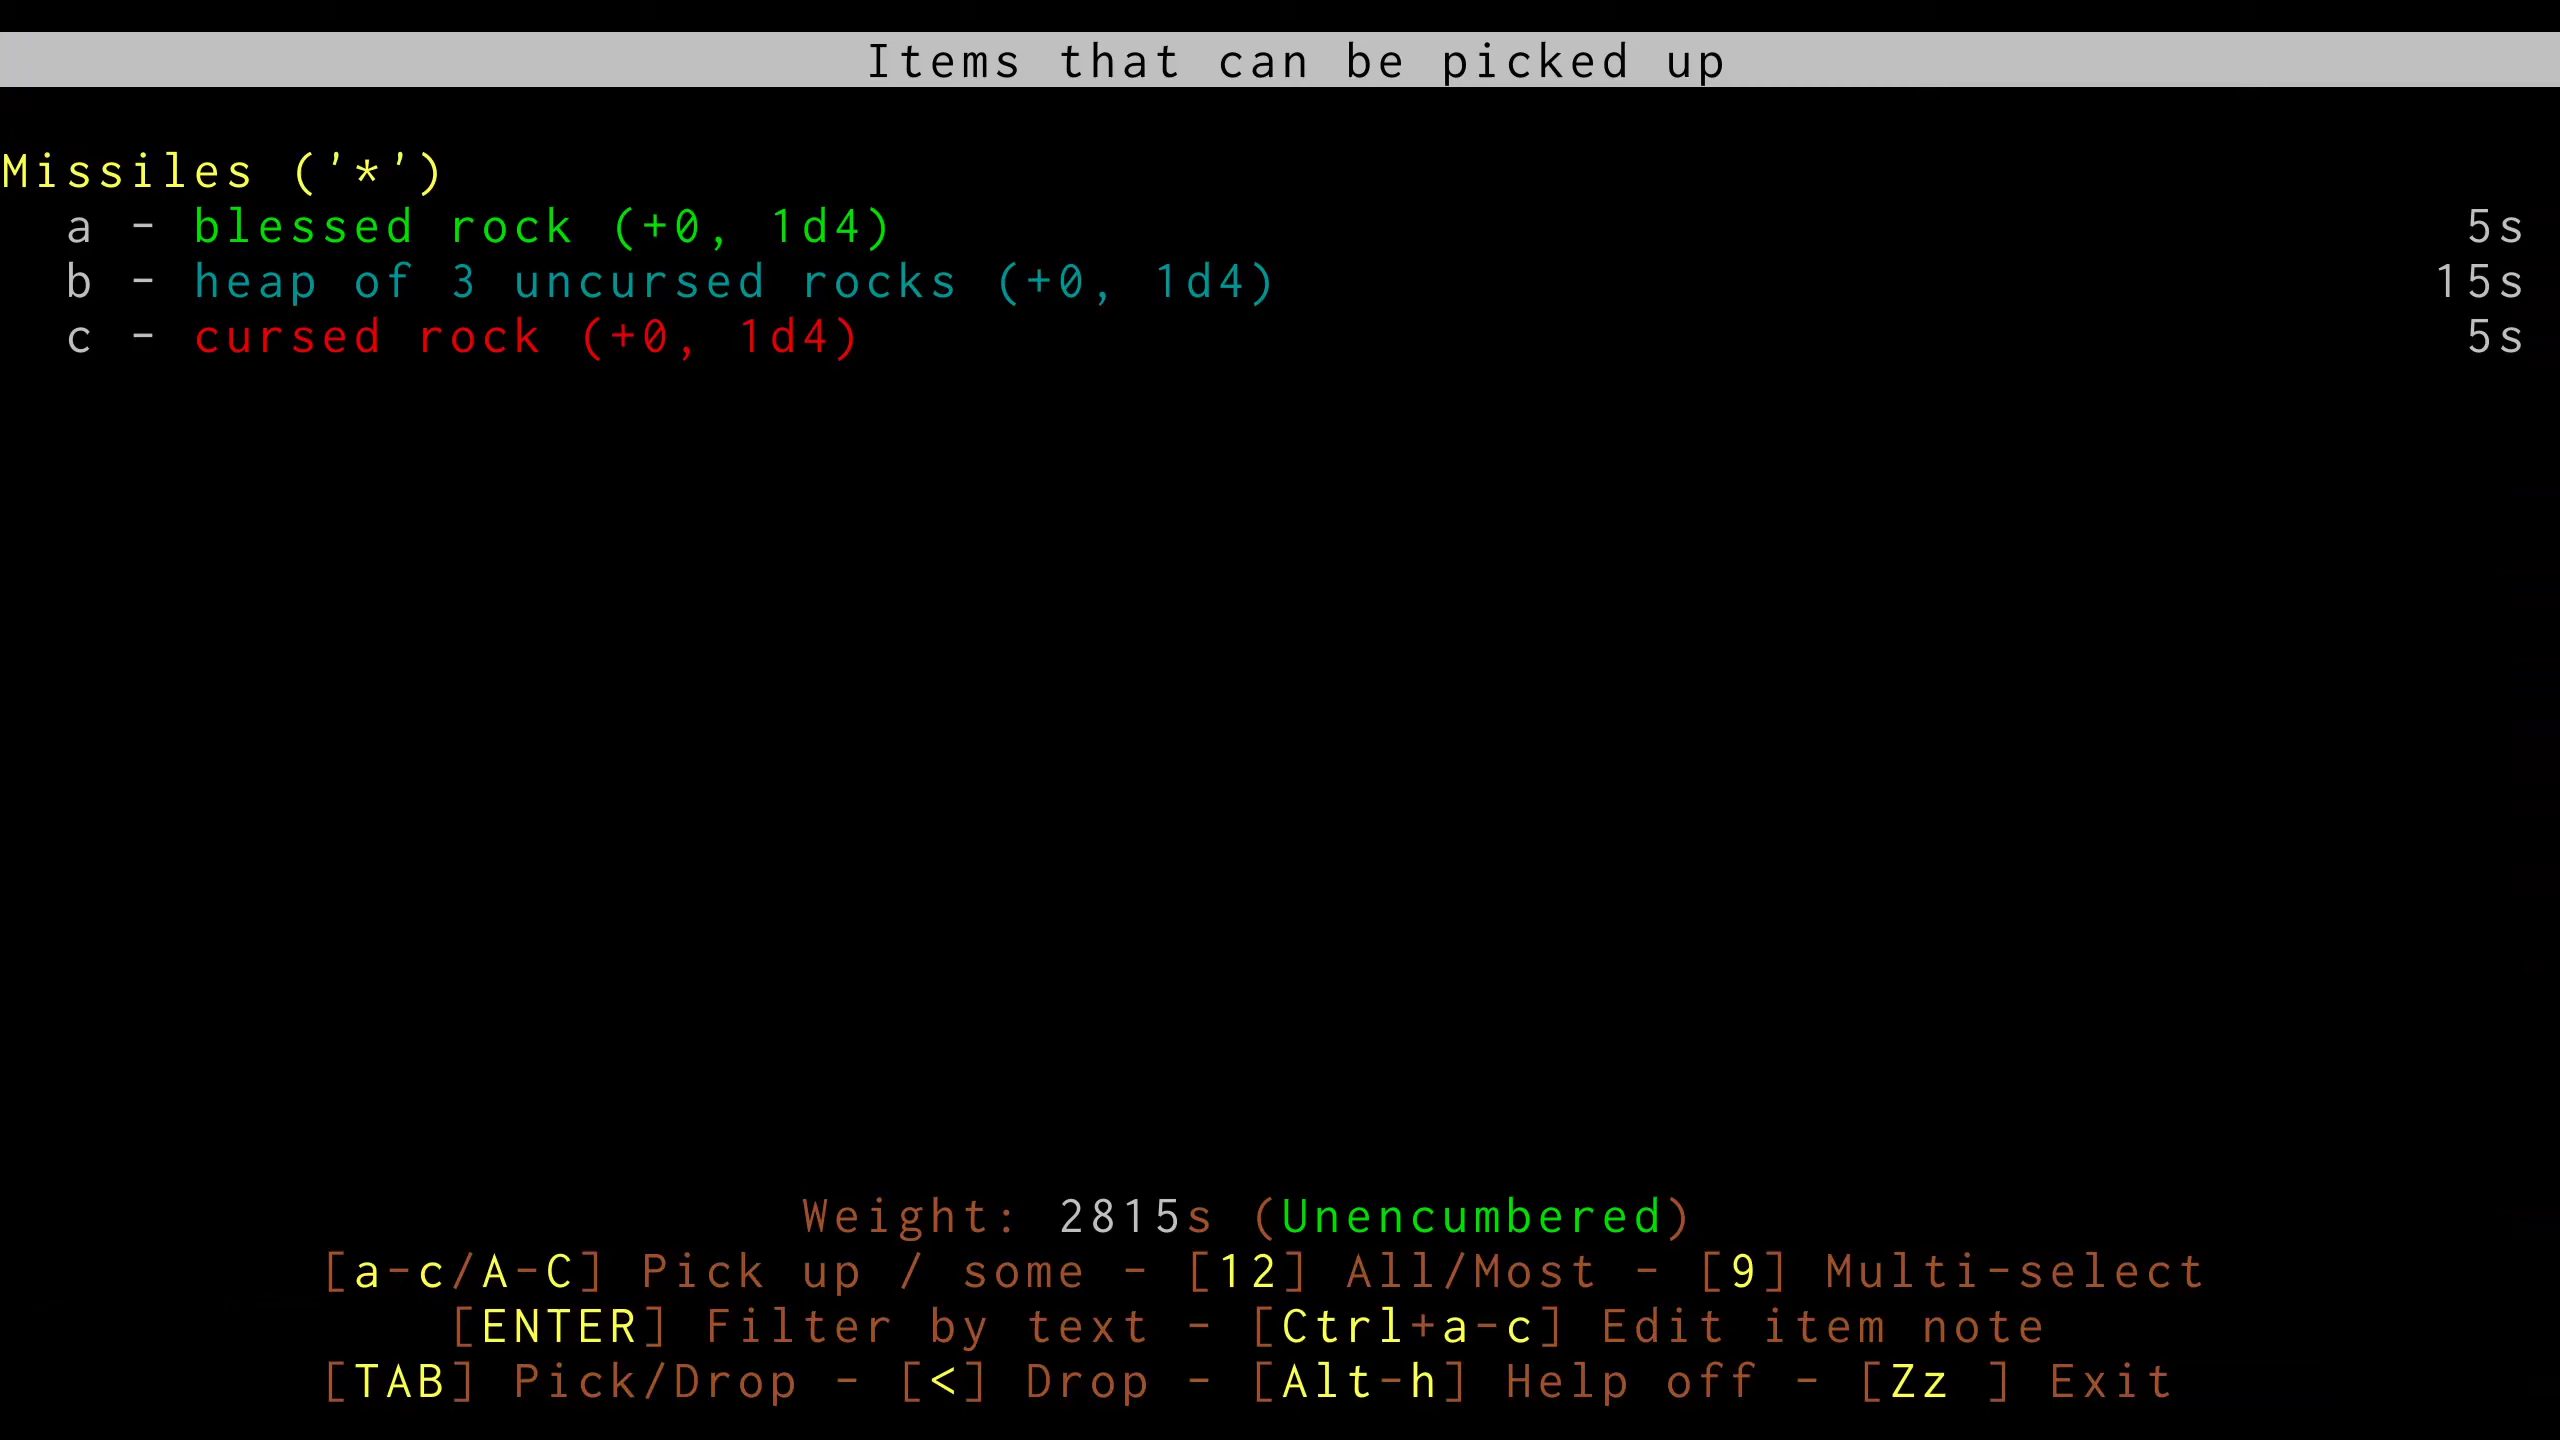 Items that can be picked up
Missiles ('*')
a - blessed rock (+0, 1d4) 5s
b - heap of 3 uncursed rocks (+0, 1d4) 15s
c - cursed rock (+0, 1d4) 5s
Weight: 2815s (Unencumbered)
[a-c/A-C] Pick up / some - [12] All/Most - [9] Multi-select
[ENTER] Filter by text - [Ctrl+a-c] Edit item note
[TAB] Pick/Drop - [<] Drop - [Alt-h] Help off - [Zz ] Exit